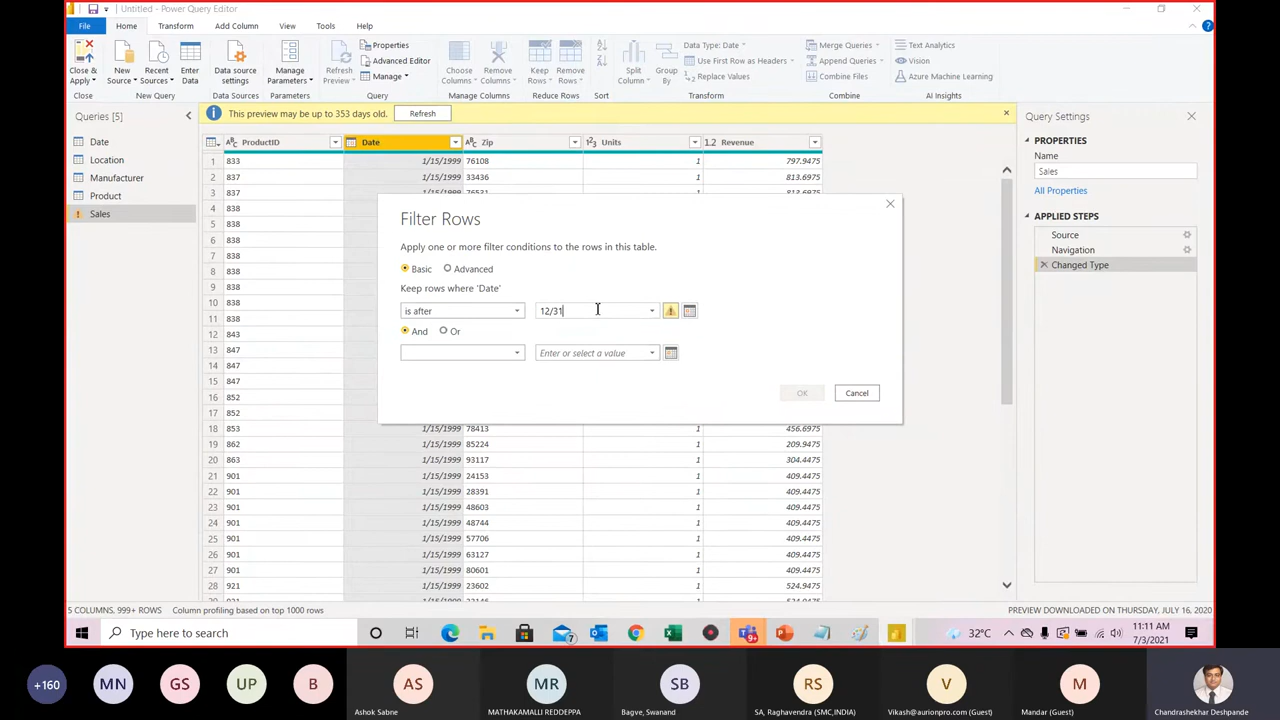 Untitled - Power Query Editor
File Home Transform Add Column View Tools Help
Close & Apply
New Source
Recent Sources
Enter Data
Data source settings
Manage Parameters
Refresh Preview
Properties
Advanced Editor
Manage
Choose Columns
Remove Columns
Keep Rows
Remove Rows
Split Column
Group By
Data Type: Date
Use First Row as Headers
Replace Values
Merge Queries
Append Queries
Combine Files
Text Analytics
Vision
Azure Machine Learning
Close New Query Data Sources Parameters Query Manage Columns Reduce Rows Sort Transform Combine AI Insights
Queries [5]
Date
Location
Manufacturer
Product
Sales
This preview may be up to 353 days old. Refresh
ABC ProductID Date ABC Zip 123 Units 1.2 Revenue
1 833 1/15/1999 76108 1 797.9475
2 837 1/15/1999 33436 1 813.6975
3 837 1/15/1999 76531 1 813.6975
4 838
5 838
6 838
7 838
8 838
9 838
10 838
11 838
12 843
13 847
14 847
15 847
16 852
17 852
18 853 1/15/1999 78413 1 456.6975
19 862 1/15/1999 85224 1 209.9475
20 863 1/15/1999 93117 1 304.4475
21 901 1/15/1999 24153 1 409.4475
22 901 1/15/1999 28391 1 409.4475
23 901 1/15/1999 48603 1 409.4475
24 901 1/15/1999 48744 1 409.4475
25 901 1/15/1999 57706 1 409.4475
26 901 1/15/1999 63127 1 409.4475
27 901 1/15/1999 80601 1 409.4475
28 921 1/15/1999 23602 1 524.9475
Filter Rows
Apply one or more filter conditions to the rows in this table.
Basic Advanced
Keep rows where 'Date'
is after 12/31
And Or
Enter or select a value
OK Cancel
Query Settings
PROPERTIES
Name
Sales
All Properties
APPLIED STEPS
Source
Navigation
Changed Type
5 COLUMNS, 999+ ROWS Column profiling based on top 1000 rows PREVIEW DOWNLOADED ON THURSDAY, JULY 16, 2020
Type here to search
7
9+
32°C
11:11 AM
7/3/2021
+160 MN GS UP B AS MR SB RS V M
Ashok Sabne MATHAKAMALLI REDDEPPA Bagve, Swanand SA, Raghavendra (SMC,INDIA) Vikash@aurionpro.com (Guest) Mandar (Guest) Chandrashekhar Deshpande